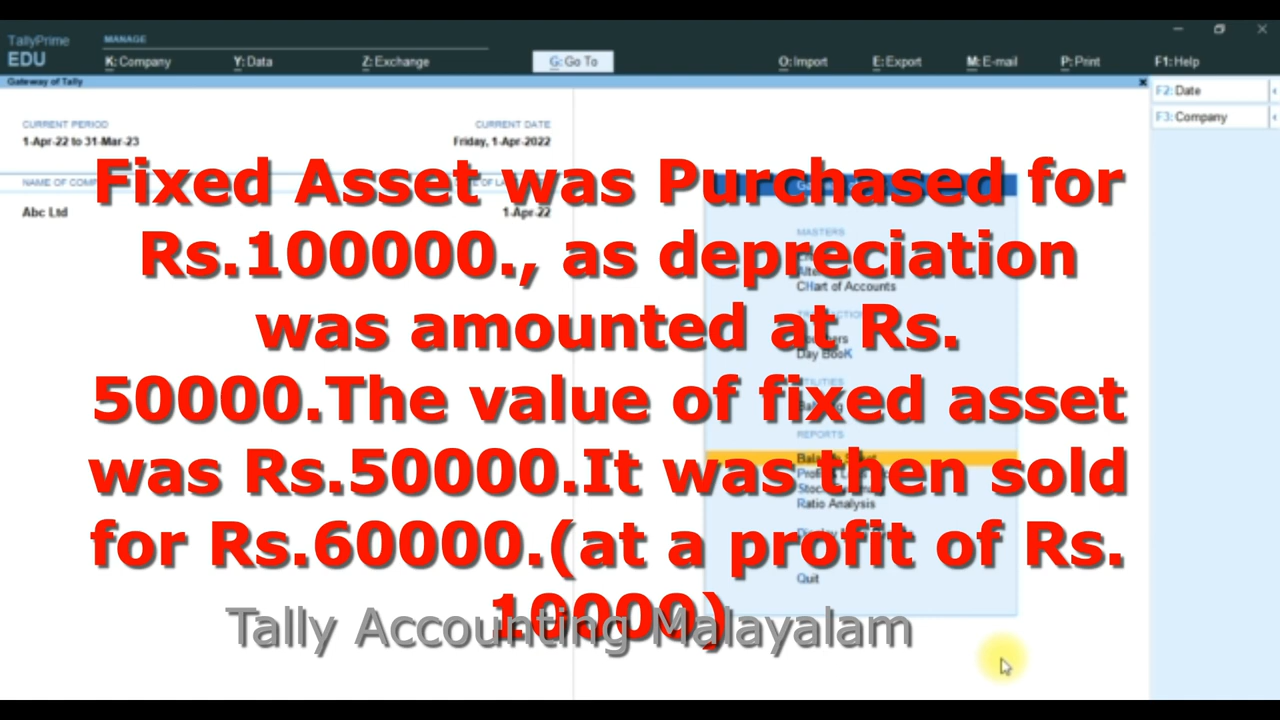 TallyPrime
EDU
MANAGE
K: Company
Y: Data
Z: Exchange
G: Go To
O: Import
E: Export
M: E-mail
P: Print
F1: Help
Gateway of Tally
F2: Date
F3: Company
CURRENT PERIOD
CURRENT DATE
1-Apr-22 to 31-Mar-23
Friday, 1-Apr-2022
NAME OF
Abc Ltd
1-Apr-22
Fixed Asset was Purchased for
Rs.100000., as depreciation
was amounted at Rs.
50000.The value of fixed asset
was Rs.50000.It was then sold
for Rs.60000.(at a profit of Rs.
10000)
MASTERS
CHart of Accounts
Day BooK
REPORTS
Ratio Analysis
Quit
Tally Accounting Malayalam